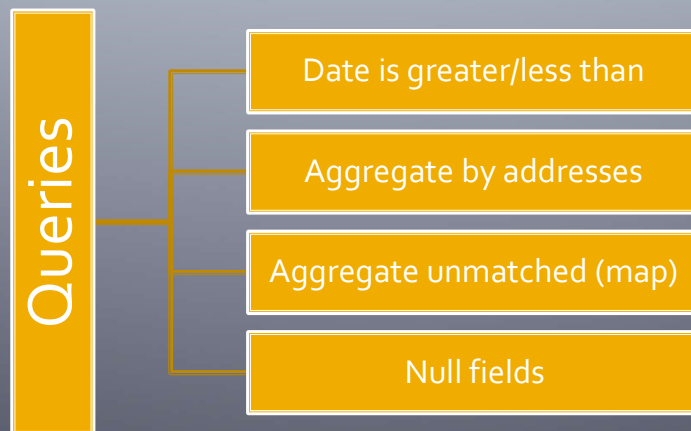 Queries
Date is greater/less than
Aggregate by addresses
Aggregate unmatched (map)
Null fields